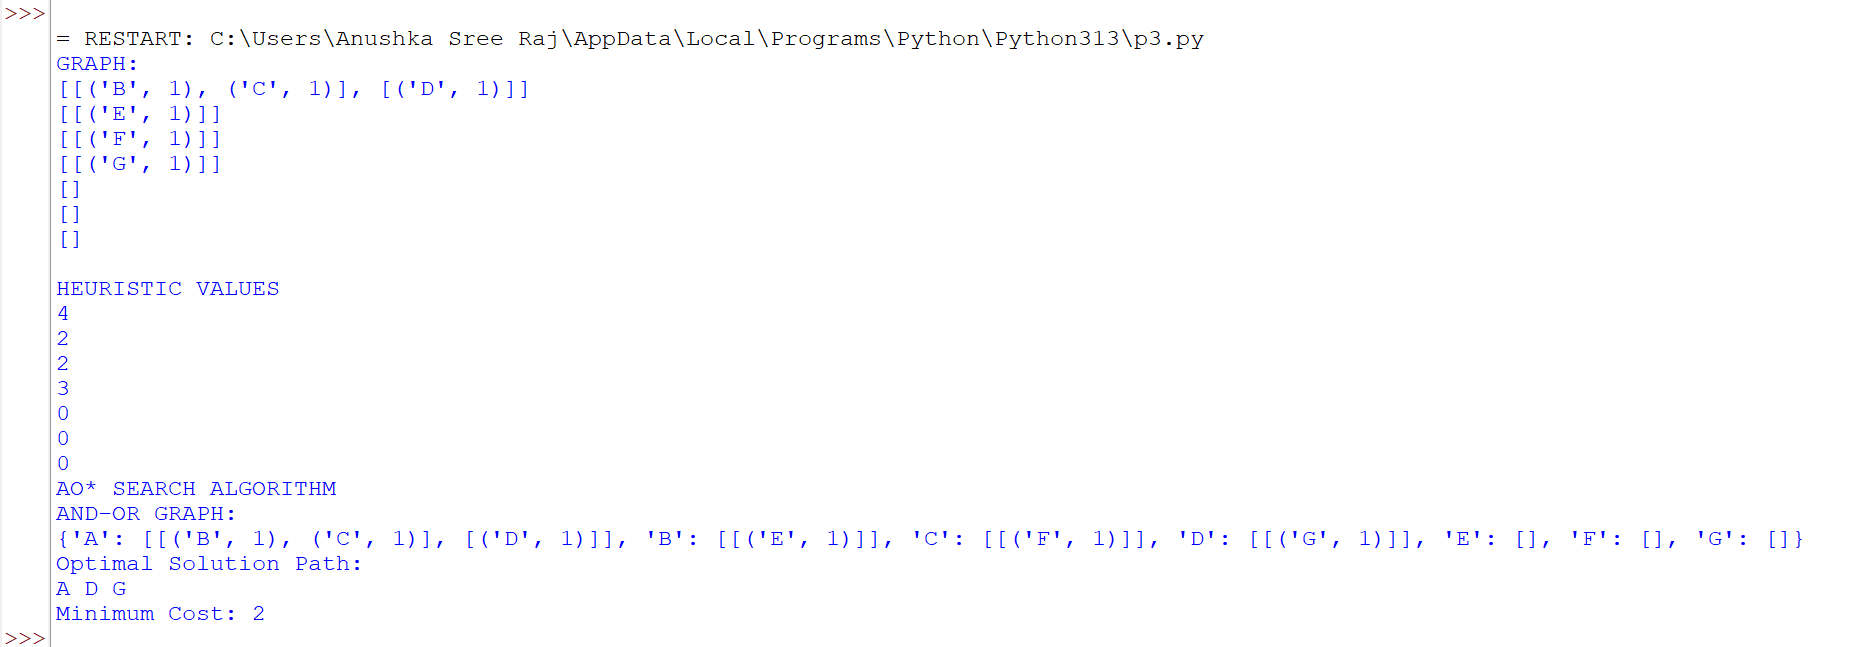 >>>
= RESTART: C:\Users\Anushka Sree Raj\AppData\Local\Programs\Python\Python313\p3.py
GRAPH:
[[('B', 1), ('C', 1)], [('D', 1)]]
[[('E', 1)]]
[[('F', 1)]]
[[('G', 1)]]
[]
[]
[]

HEURISTIC VALUES
4
2
2
3
0
0
0
AO* SEARCH ALGORITHM
AND-OR GRAPH:
{'A': [[('B', 1), ('C', 1)], [('D', 1)]], 'B': [[('E', 1)]], 'C': [[('F', 1)]], 'D': [[('G', 1)]], 'E': [], 'F': [], 'G': []}
Optimal Solution Path:
A D G
Minimum Cost: 2
>>>